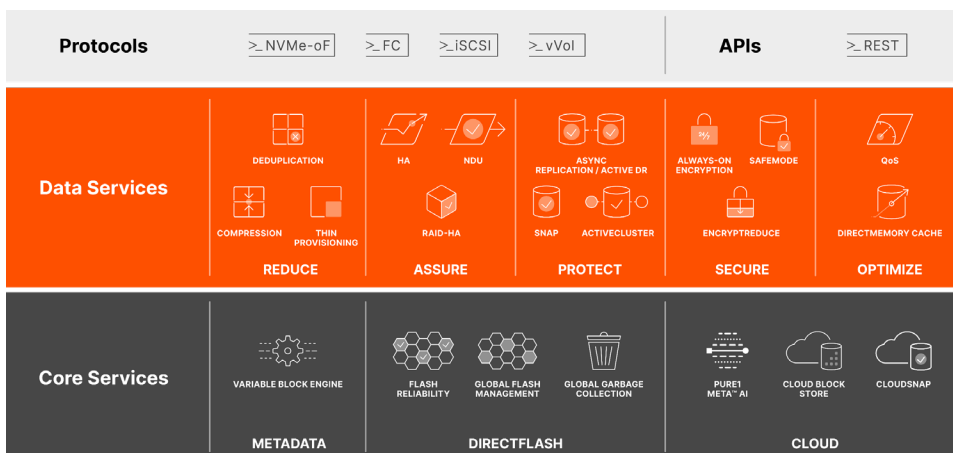 Protocols
>_NVMe-oF
>_FC
>_iSCSI
>_vVol
APIs
>_REST
Data Services
DEDUPLICATION
COMPRESSION
THIN
PROVISIONING
REDUCE
HA
NDU
RAID-HA
ASSURE
ASYNC
REPLICATION / ACTIVE DR
SNAP
ACTIVECLUSTER
PROTECT
ALWAYS-ON
ENCRYPTION
SAFEMODE
ENCRYPTREDUCE
SECURE
QoS
DIRECTMEMORY CACHE
OPTIMIZE
Core Services
VARIABLE BLOCK ENGINE
METADATA
FLASH
RELIABILITY
GLOBAL FLASH
MANAGEMENT
GLOBAL GARBAGE
COLLECTION
DIRECTFLASH
PURE1
META™ AI
CLOUD BLOCK
STORE
CLOUDSNAP
CLOUD